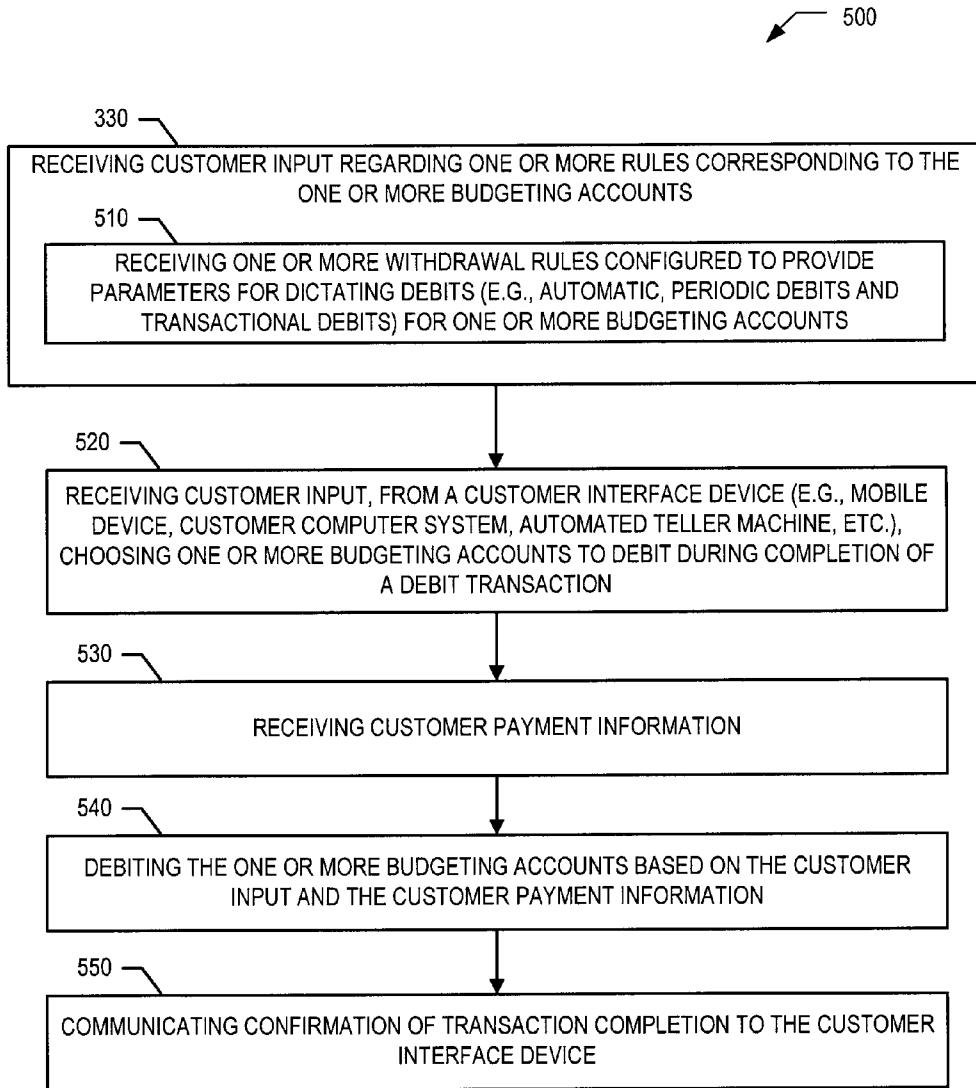 500
330
RECEIVING CUSTOMER INPUT REGARDING ONE OR MORE RULES CORRESPONDING TO THE
ONE OR MORE BUDGETING ACCOUNTS
510
RECEIVING ONE OR MORE WITHDRAWAL RULES CONFIGURED TO PROVIDE
PARAMETERS FOR DICTATING DEBITS (E.G., AUTOMATIC, PERIODIC DEBITS AND
TRANSACTIONAL DEBITS) FOR ONE OR MORE BUDGETING ACCOUNTS
520
RECEIVING CUSTOMER INPUT, FROM A CUSTOMER INTERFACE DEVICE (E.G., MOBILE
DEVICE, CUSTOMER COMPUTER SYSTEM, AUTOMATED TELLER MACHINE, ETC.),
CHOOSING ONE OR MORE BUDGETING ACCOUNTS TO DEBIT DURING COMPLETION OF
A DEBIT TRANSACTION
530
RECEIVING CUSTOMER PAYMENT INFORMATION
540
DEBITING THE ONE OR MORE BUDGETING ACCOUNTS BASED ON THE CUSTOMER
INPUT AND THE CUSTOMER PAYMENT INFORMATION
550
COMMUNICATING CONFIRMATION OF TRANSACTION COMPLETION TO THE CUSTOMER
INTERFACE DEVICE